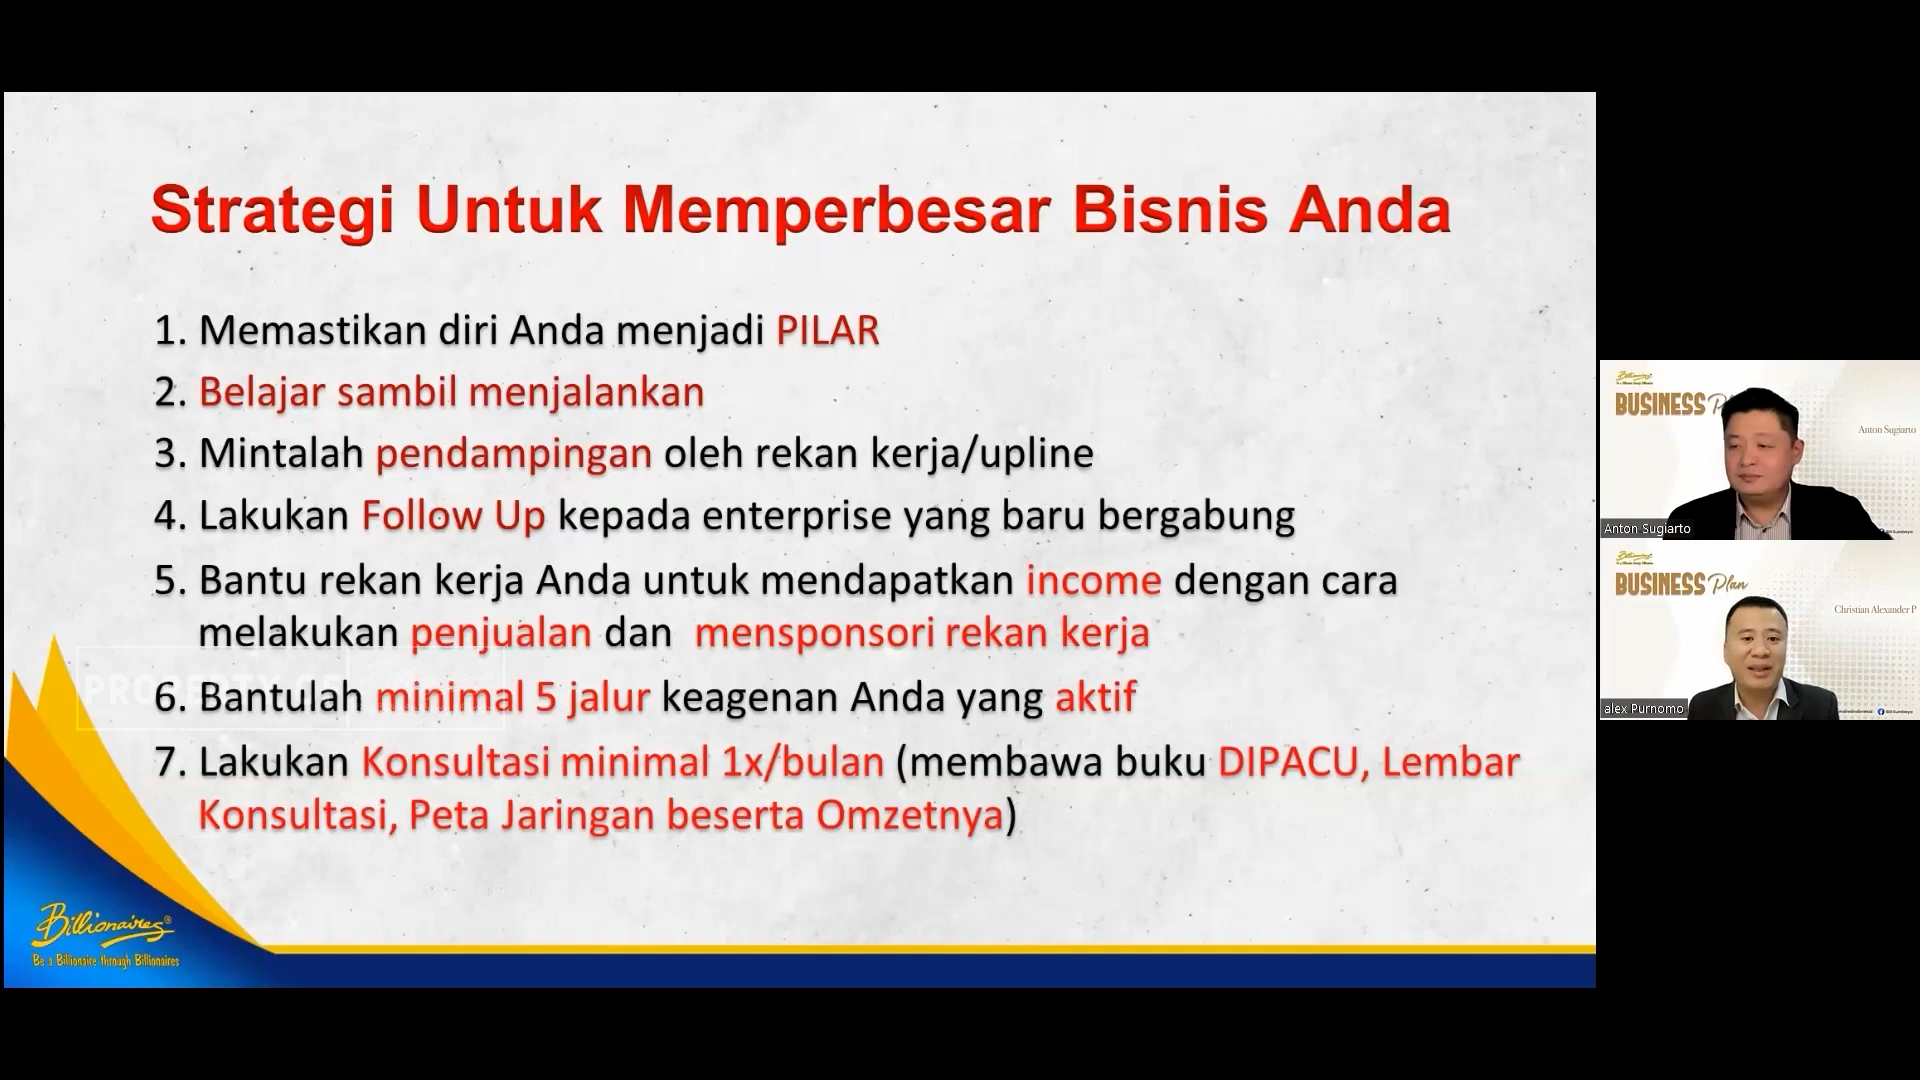 Strategi Untuk Memperbesar Bisnis Anda
1. Memastikan diri Anda menjadi PILAR
2. Belajar sambil menjalankan
3. Mintalah pendampingan oleh rekan kerja/upline
4. Lakukan Follow Up kepada enterprise yang baru bergabung
5. Bantu rekan kerja Anda untuk mendapatkan income dengan cara
melakukan penjualan dan mensponsori rekan kerja
6. Bantulah minimal 5 jalur keagenan Anda yang aktif
7. Lakukan Konsultasi minimal 1x/bulan (membawa buku DIPACU, Lembar
Konsultasi, Peta Jaringan beserta Omzetnya)
PROPERTY OF
Billionaires®
Be a Billionaire through Billionaires
Billionaires
BUSINESS
Anton Sugiarto
Anton Sugiarto
Billionaires
BUSINESS Plan
Christian Alexander P
alex Purnomo